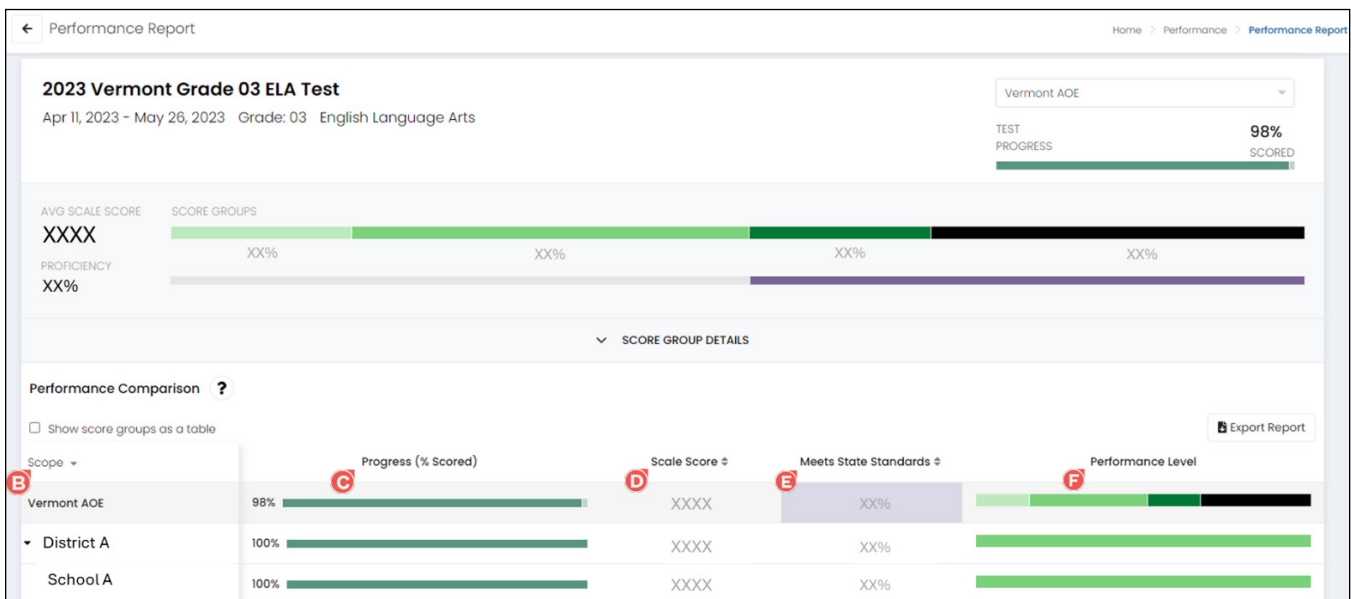 Performance Report
Home > Performance > Performance Report
2023 Vermont Grade 03 ELA Test
Apr 11, 2023 - May 26, 2023 Grade: 03 English Language Arts
Vermont AOE
TEST PROGRESS
98% SCORED
AVG SCALE SCORE
XXXX
SCORE GROUPS
XX% XX% XX% XX%
PROFICIENCY
XX%
SCORE GROUP DETAILS
Performance Comparison ?
Show score groups as a table
Export Report
Scope Progress (% Scored) Scale Score Meets State Standards Performance Level
B C D E F
Vermont AOE 98% XXXX XX%
District A 100% XXXX XX%
School A 100% XXXX XX%